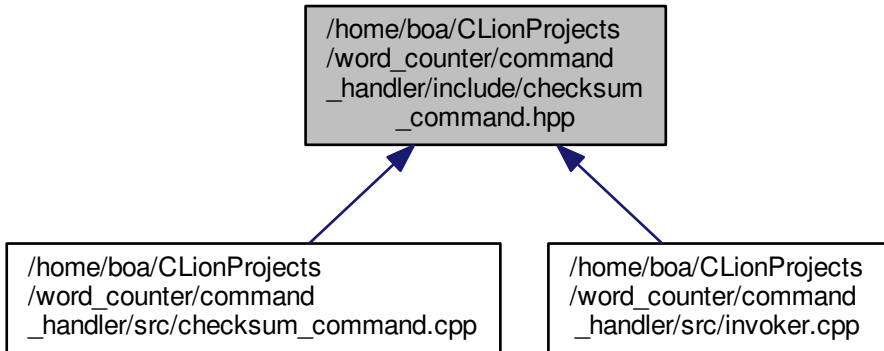 /home/boa/CLionProjects
/word_counter/command
_handler/include/checksum
_command.hpp
/home/boa/CLionProjects
/word_counter/command
_handler/src/checksum_command.cpp
/home/boa/CLionProjects
/word_counter/command
_handler/src/invoker.cpp